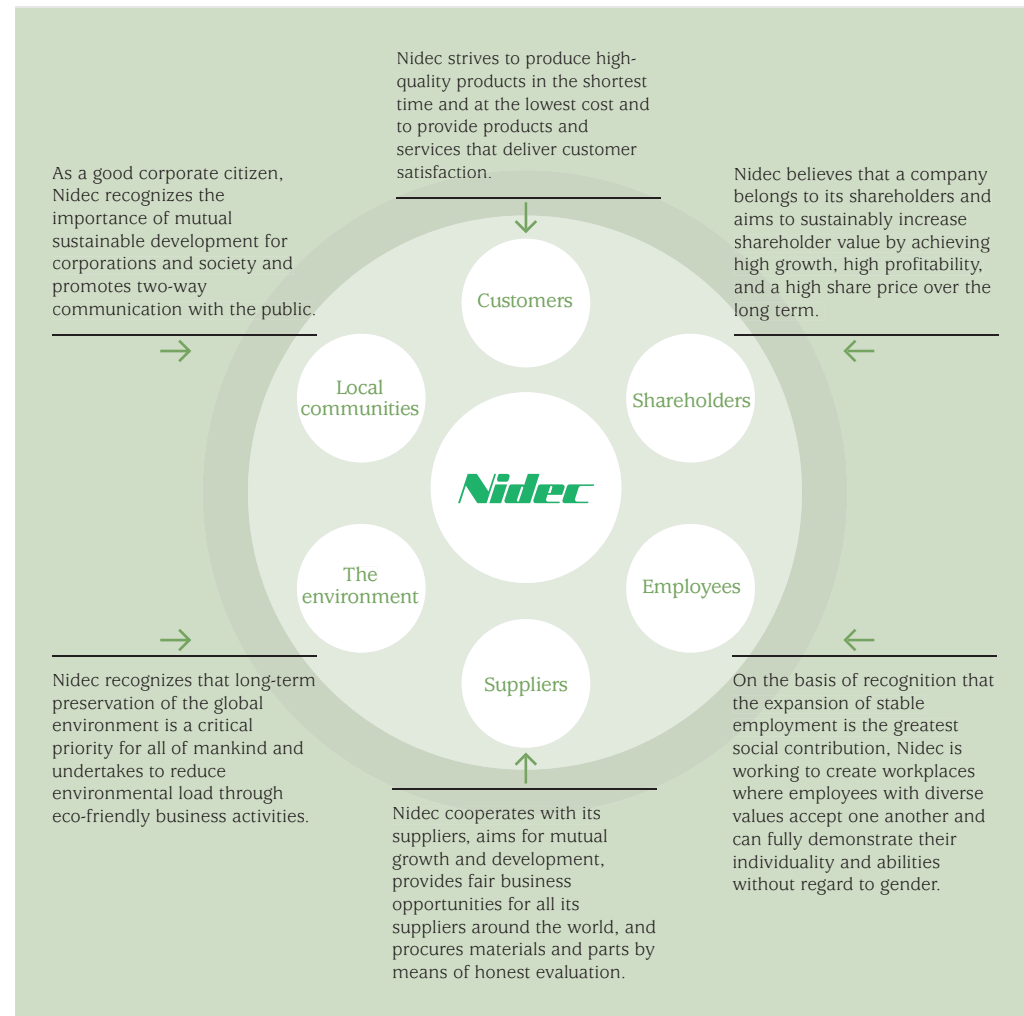 Nidec strives to produce high-
quality products in the shortest
time and at the lowest cost and
to provide products and
services that deliver customer
satisfaction.
As a good corporate citizen,
Nidec recognizes the
importance of mutual
sustainable development for
corporations and society and
promotes two-way
communication with the public.
Nidec believes that a company
belongs to its shareholders and
aims to sustainably increase
shareholder value by achieving
high growth, high profitability,
and a high share price over the
long term.
Customers
Local
communities
Shareholders
Nidec
The
environment
Employees
Suppliers
Nidec recognizes that long-term
preservation of the global
environment is a critical
priority for all of mankind and
undertakes to reduce
environmental load through
eco-friendly business activities.
Nidec cooperates with its
suppliers, aims for mutual
growth and development,
provides fair business
opportunities for all its
suppliers around the world, and
procures materials and parts by
means of honest evaluation.
On the basis of recognition that
the expansion of stable
employment is the greatest
social contribution, Nidec is
working to create workplaces
where employees with diverse
values accept one another and
can fully demonstrate their
individuality and abilities
without regard to gender.